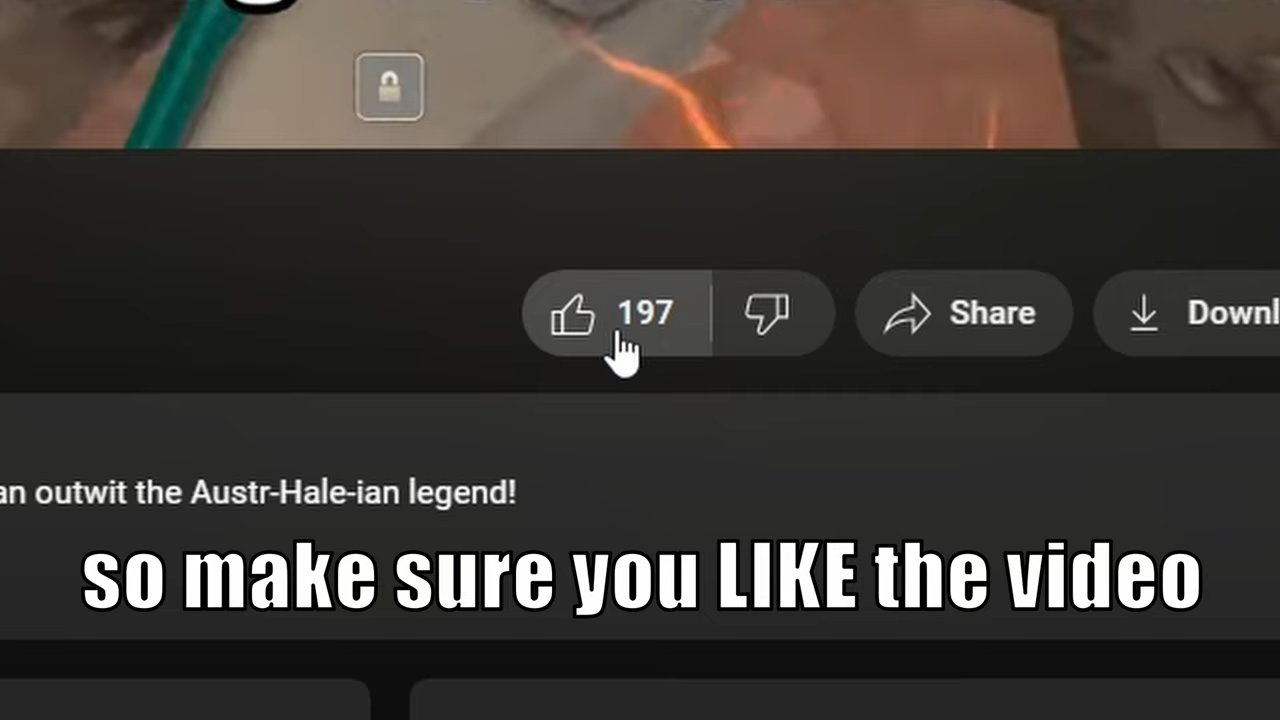 197
Share
Downl
an outwit the Austr-Hale-ian legend!
so make sure you LIKE the video